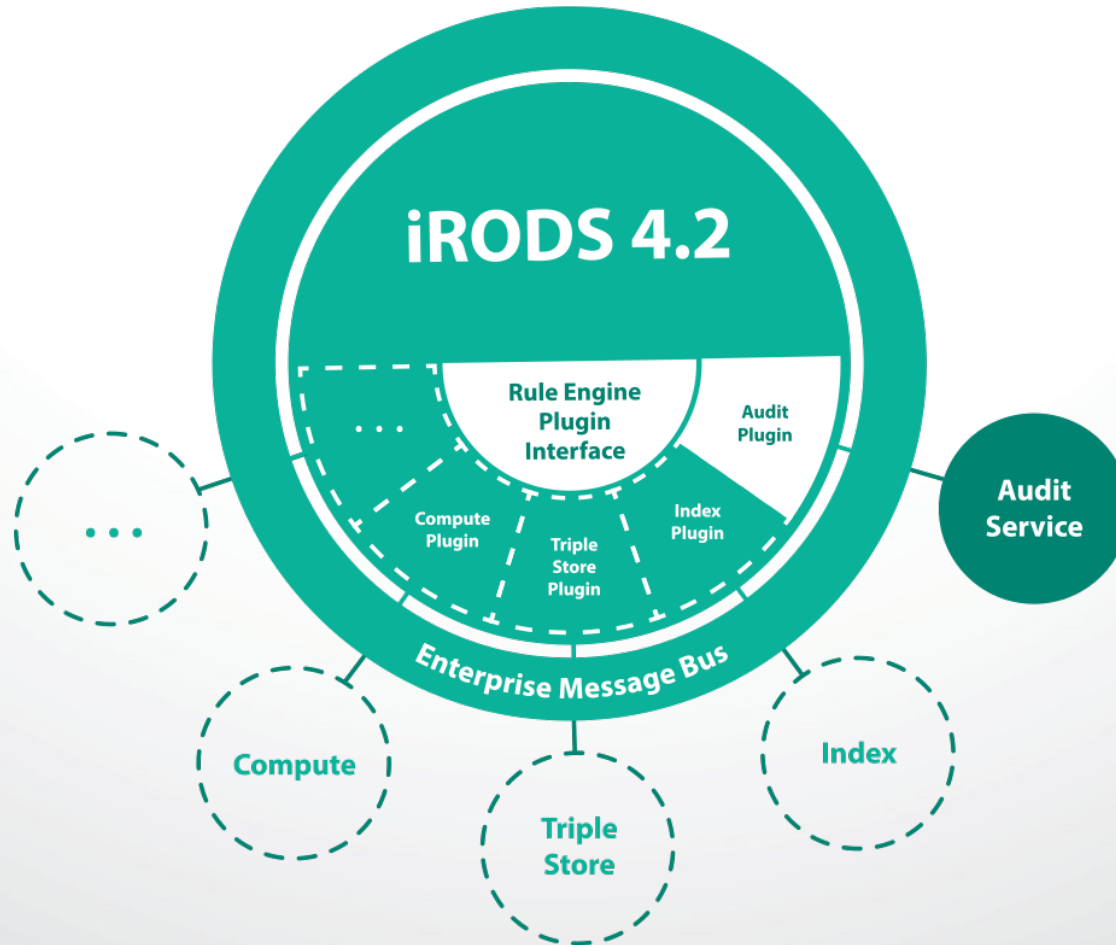 iRODS 4.2
Rule Engine
Plugin
Interface
Audit
Plugin
...
Compute
Plugin
Triple
Store
Plugin
Index
Plugin
Enterprise Message Bus
Audit
Service
...
Compute
Triple
Store
Index